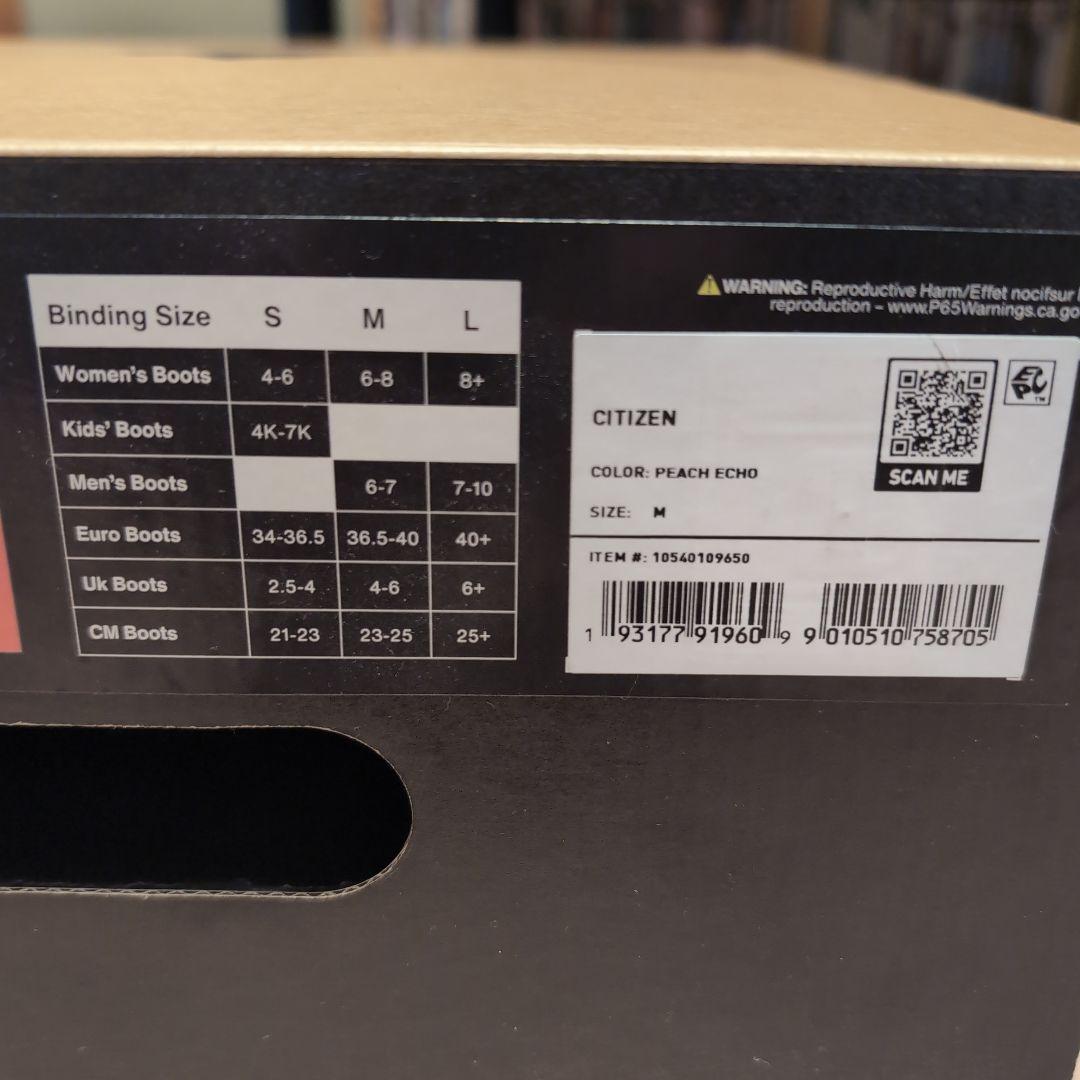 Binding Size S M L
Women's Boots 4-6 6-8 8+
Kids' Boots 4K-7K
Men's Boots 6-7 7-10
Euro Boots 34-36.5 36.5-40 40+
Uk Boots 2.5-4 4-6 6+
CM Boots 21-23 23-25 25+
WARNING: Reproductive Harm/Effet nocifsur
reproduction – www.P65Warnings.ca.go
CITIZEN
COLOR: PEACH ECHO
SIZE: M
SCAN ME
EPC™
ITEM #: 10540109650
1 93177 91960 9
9 010510 758705